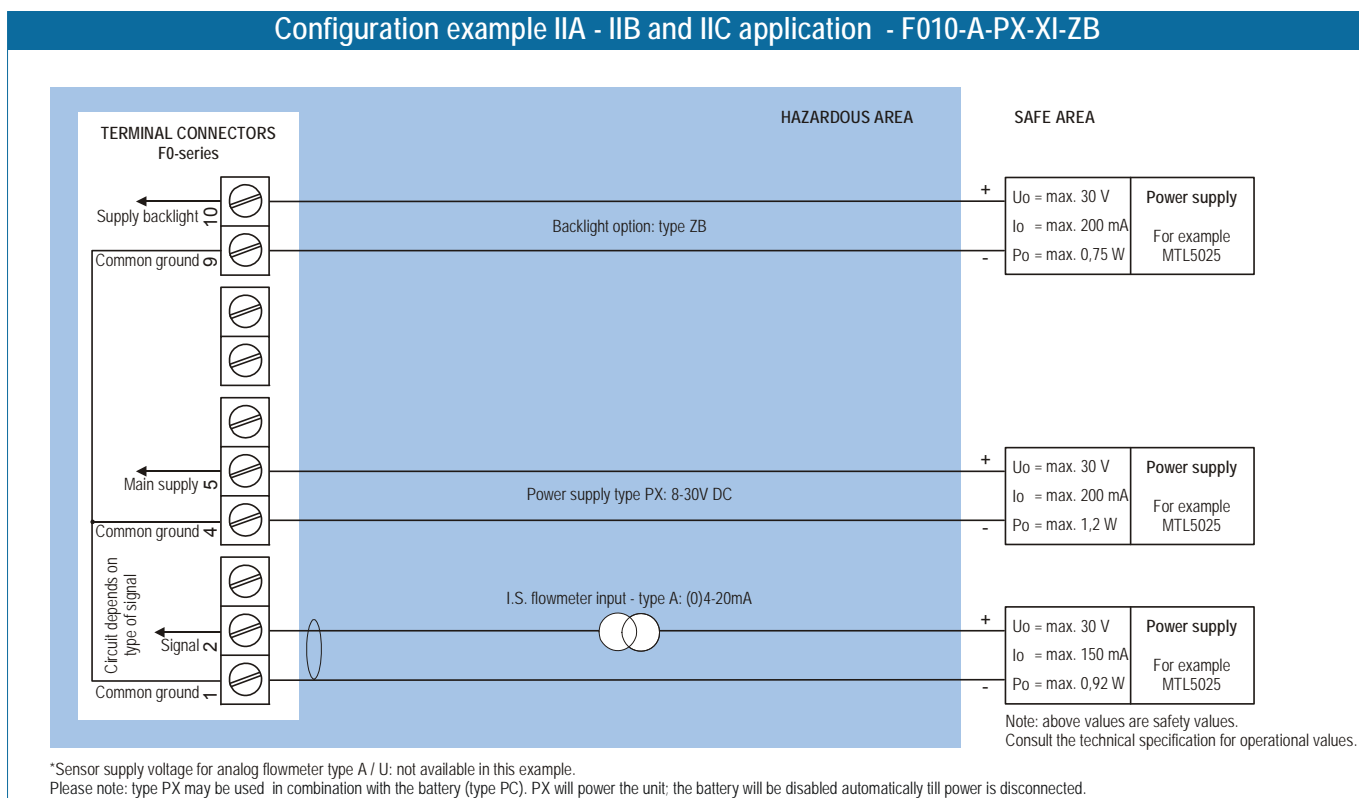 Configuration example IIA - IIB and IIC application - F010-A-PX-XI-ZB
HAZARDOUS AREA
SAFE AREA
TERMINAL CONNECTORS
F0-series
Supply backlight 10
Common ground 9
Backlight option: type ZB
+
-
Uo = max. 30 V
Io = max. 200 mA
Po = max. 0,75 W
Power supply
For example
MTL5025
Main supply 5
Common ground 4
Power supply type PX: 8-30V DC
+
-
Uo = max. 30 V
Io = max. 200 mA
Po = max. 1,2 W
Power supply
For example
MTL5025
Circuit depends on
type of signal
Signal 2
Common ground 1
I.S. flowmeter input - type A: (0)4-20mA
+
-
Uo = max. 30 V
Io = max. 150 mA
Po = max. 0,92 W
Power supply
For example
MTL5025
Note: above values are safety values.
Consult the technical specification for operational values.
*Sensor supply voltage for analog flowmeter type A / U: not available in this example.
Please note: type PX may be used in combination with the battery (type PC). PX will power the unit; the battery will be disabled automatically till power is disconnected.